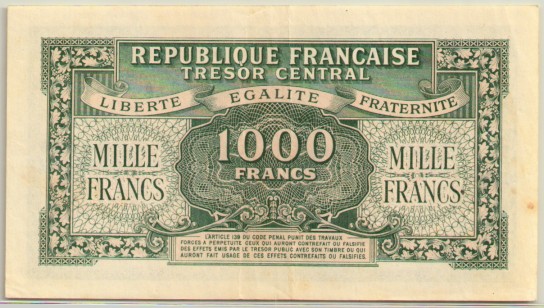 REPUBLIQUE FRANCAISE
TRESOR CENTRAL
LIBERTE EGALITE FRATERNITE
1000
FRANCS
MILLE
FRANCS
MILLE
FRANCS
L'ARTICLE 139 DU CODE PENAL PUNIT DES TRAVAUX
FORCES A PERPETUITE CEUX QUI AURONT CONTREFAIT OU FALSIFIE
DES EFFETS EMIS PAR LE TRESOR PUBLIC AVEC SON TIMBRE OU QUI
AURONT FAIT USAGE DE CES EFFETS CONTREFAITS OU FALSIFIES.